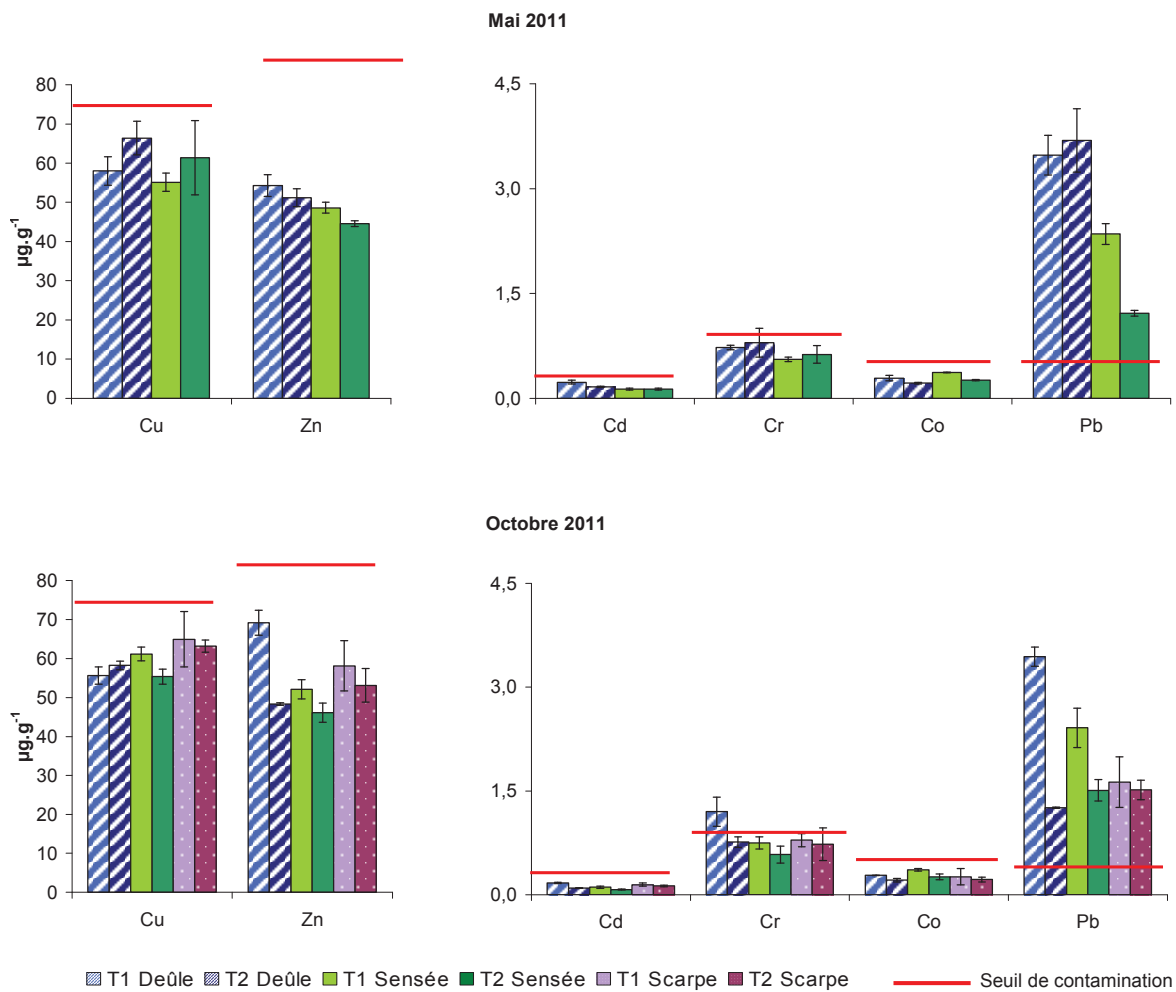 Mai 2011
80
70
60
50
40
30
20
10
0
µg.g-1
Cu Zn
4,5
3,0
1,5
0,0
Cd Cr Co Pb
Octobre 2011
80
70
60
50
40
30
20
10
0
µg.g-1
Cu Zn
4,5
3,0
1,5
0,0
Cd Cr Co Pb
T1 Deûle T2 Deûle T1 Sensée T2 Sensée T1 Scarpe T2 Scarpe Seuil de contamination